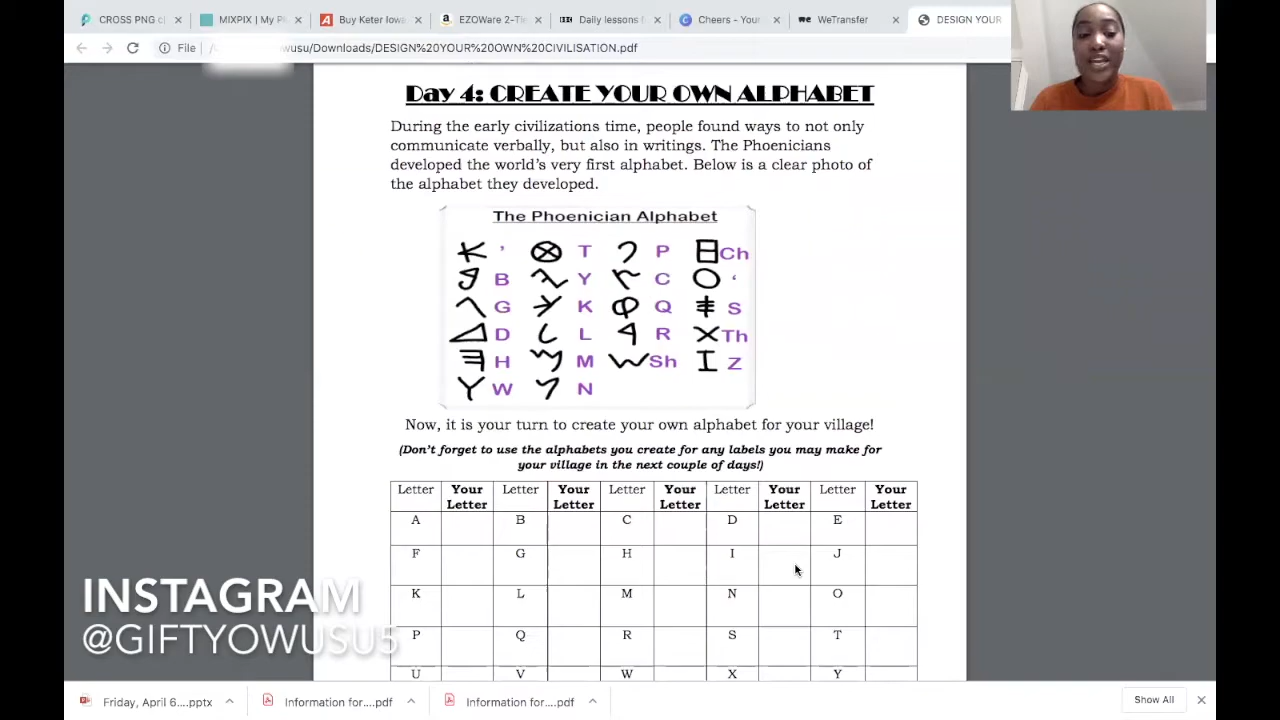 CROSS PNG c
MIXPIX | My P
Buy Keter Iowa
EZOWare 2-Tie
Daily lessons f
Cheers - Your
WeTransfer
DESIGN YOUR
File
wusu/Downloads/DESIGN%20YOUR%20OWN%20CIVILISATION.pdf
Day 4: CREATE YOUR OWN ALPHABET
During the early civilizations time, people found ways to not only
communicate verbally, but also in writings. The Phoenicians
developed the world's very first alphabet. Below is a clear photo of
the alphabet they developed.
The Phoenician Alphabet
' T P Ch
B Y C ‘
G K Q S
D L R Th
H M Sh Z
W N
Now, it is your turn to create your own alphabet for your village!
(Don't forget to use the alphabets you create for any labels you may make for
your village in the next couple of days!)
Letter Your Letter Letter Your Letter Letter Your Letter Letter Your Letter Letter Your Letter
A B C D E
F G H I J
K L M N O
P Q R S T
U V W X Y
INSTAGRAM
@GIFTYOWUSU5
Friday, April 6....pptx
Information for....pdf
Information for....pdf
Show All